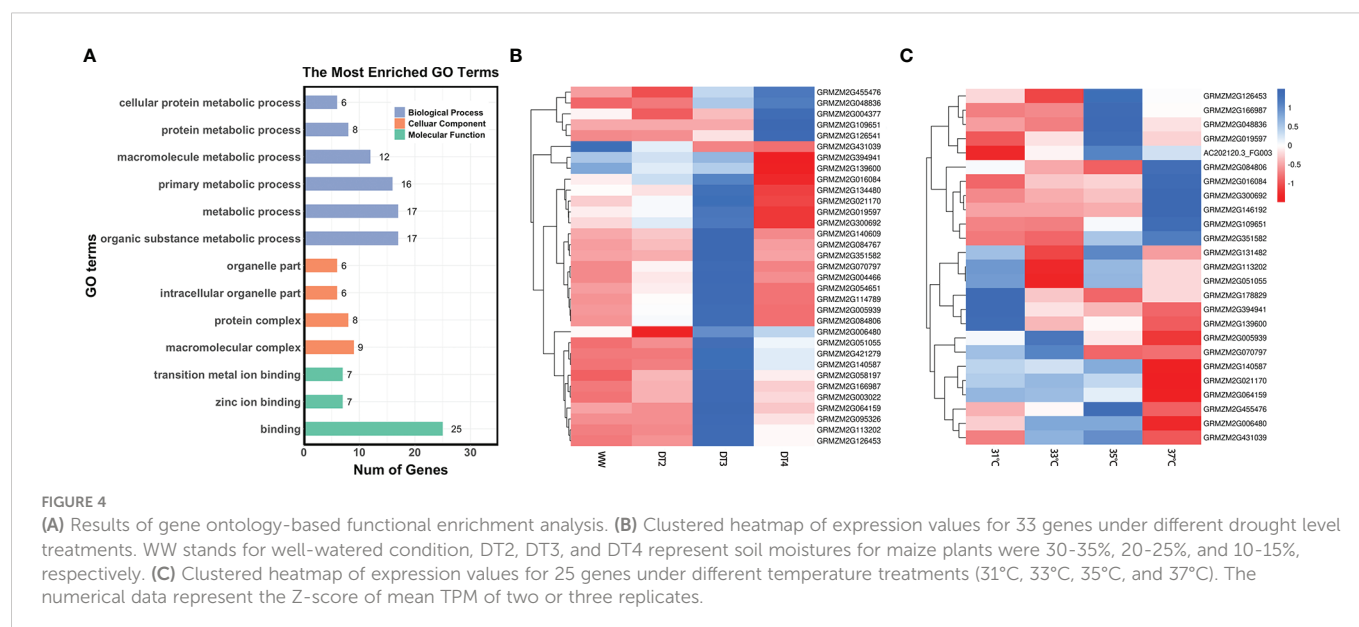 A
The Most Enriched GO Terms
GO terms
cellular protein metabolic process 6
protein metabolic process 8
macromolecule metabolic process 12
primary metabolic process 16
metabolic process 17
organic substance metabolic process 17
organelle part 6
intracellular organelle part 6
protein complex 8
macromolecular complex 9
transition metal ion binding 7
zinc ion binding 7
binding 25
Biological Process
Celluar Component
Molecular Function
0 10 20 30
Num of Genes
B
GRMZM2G455476
GRMZM2G048836
GRMZM2G004377
GRMZM2G109651
GRMZM2G126541
GRMZM2G431039
GRMZM2G394941
GRMZM2G139600
GRMZM2G016084
GRMZM2G134480
GRMZM2G021170
GRMZM2G019597
GRMZM2G300692
GRMZM2G140609
GRMZM2G084767
GRMZM2G351582
GRMZM2G070797
GRMZM2G004466
GRMZM2G054651
GRMZM2G114789
GRMZM2G005939
GRMZM2G084806
GRMZM2G006480
GRMZM2G051055
GRMZM2G421279
GRMZM2G140587
GRMZM2G058197
GRMZM2G166987
GRMZM2G003022
GRMZM2G064159
GRMZM2G095326
GRMZM2G113202
GRMZM2G126453
WW DT2 DT3 DT4
C
GRMZM2G126453
GRMZM2G166987
GRMZM2G048836
GRMZM2G019597
AC202120.3_FG003
GRMZM2G084806
GRMZM2G016084
GRMZM2G300692
GRMZM2G146192
GRMZM2G109651
GRMZM2G351582
GRMZM2G131482
GRMZM2G113202
GRMZM2G051055
GRMZM2G178829
GRMZM2G394941
GRMZM2G139600
GRMZM2G005939
GRMZM2G070797
GRMZM2G140587
GRMZM2G021170
GRMZM2G064159
GRMZM2G455476
GRMZM2G006480
GRMZM2G431039
31°C 33°C 35°C 37°C
1
0.5
0
-0.5
-1
FIGURE 4
(A) Results of gene ontology-based functional enrichment analysis. (B) Clustered heatmap of expression values for 33 genes under different drought level
treatments. WW stands for well-watered condition, DT2, DT3, and DT4 represent soil moistures for maize plants were 30-35%, 20-25%, and 10-15%,
respectively. (C) Clustered heatmap of expression values for 25 genes under different temperature treatments (31°C, 33°C, 35°C, and 37°C). The
numerical data represent the Z-score of mean TPM of two or three replicates.